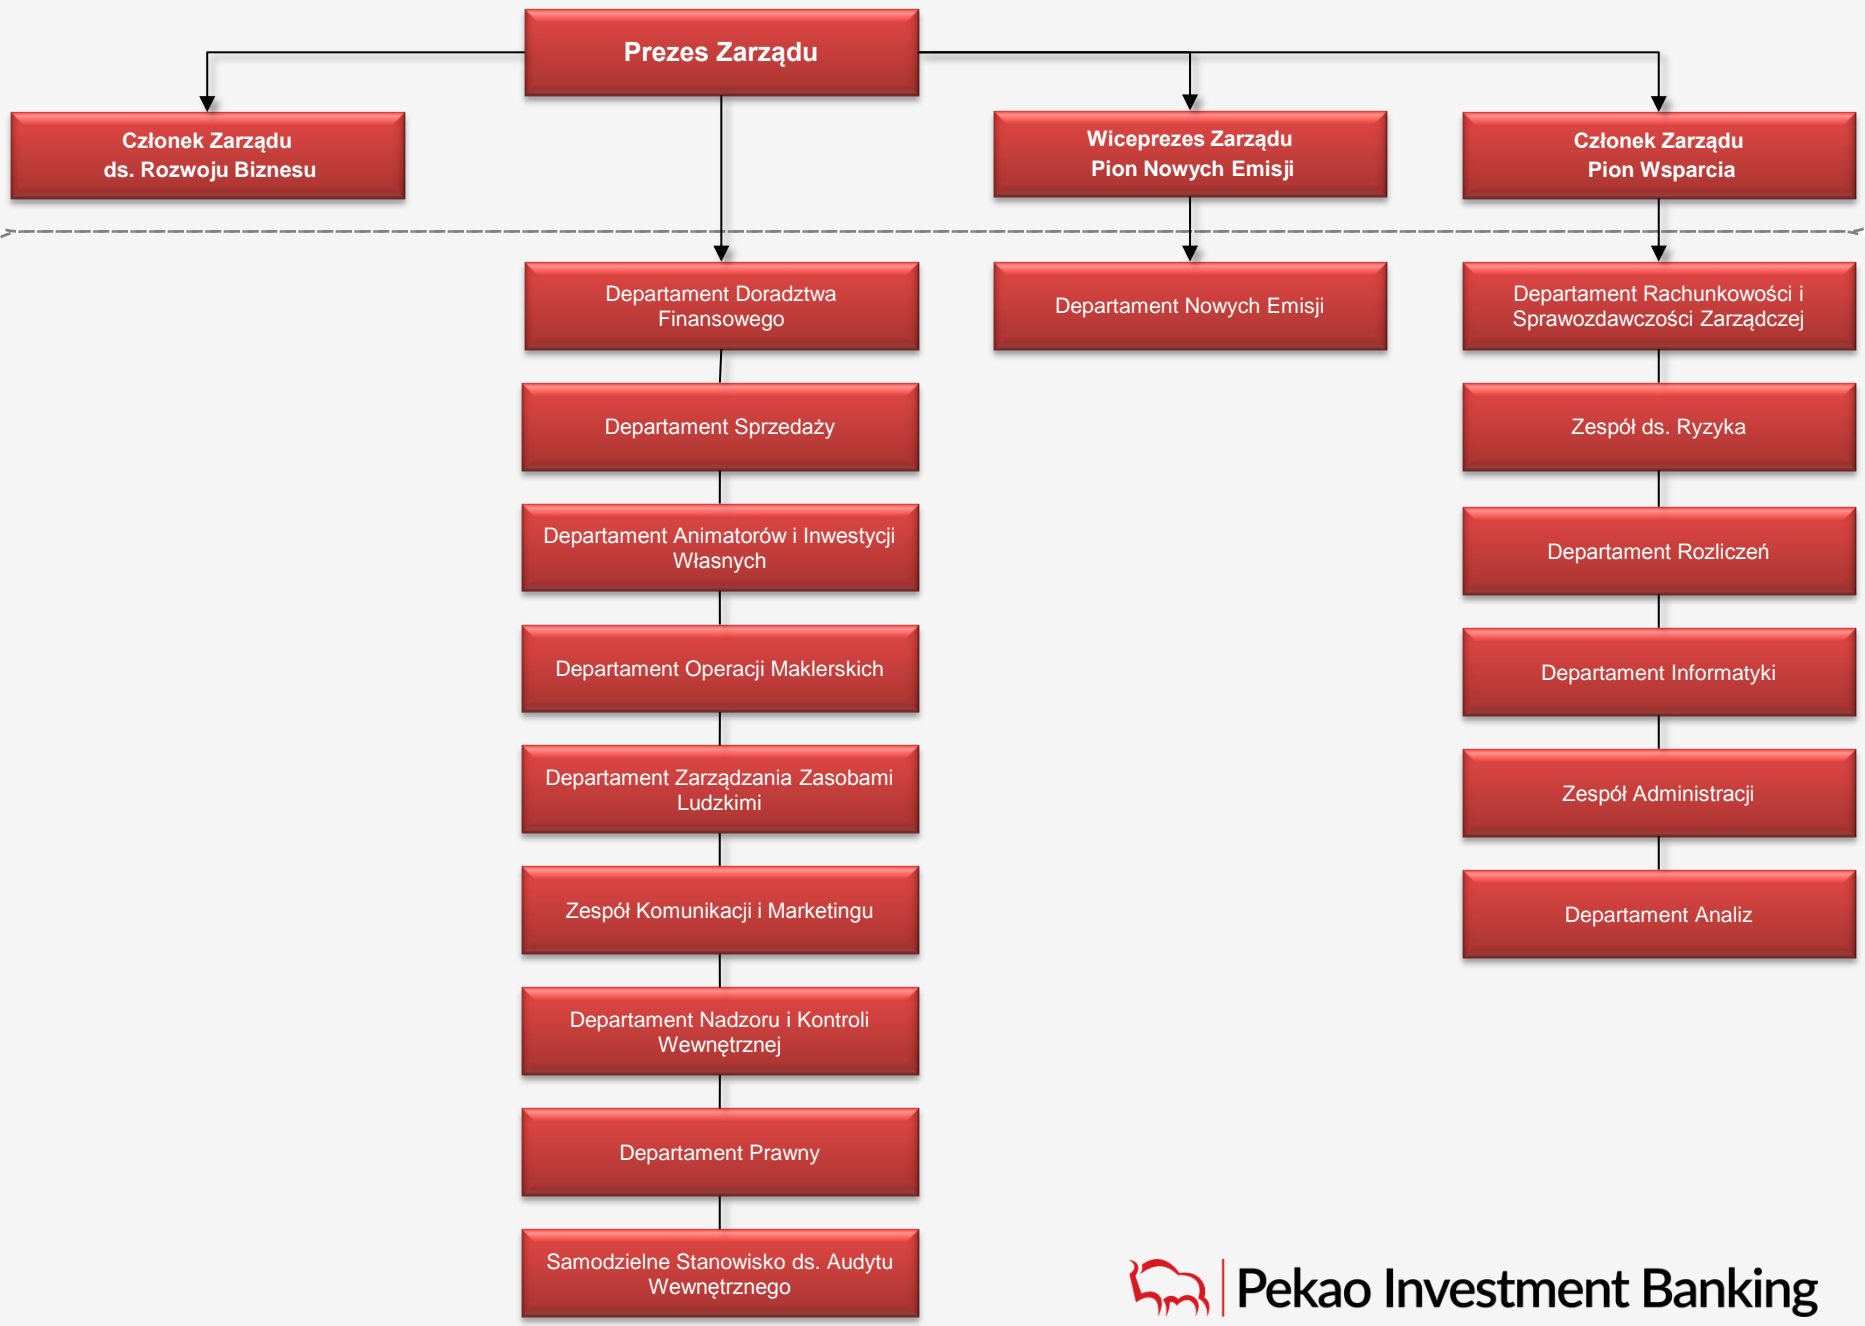 Prezes Zarządu
Członek Zarządu
ds. Rozwoju Biznesu
Wiceprezes Zarządu
Pion Nowych Emisji
Członek Zarządu
Pion Wsparcia
Departament Doradztwa
Finansowego
Departament Sprzedaży
Departament Animatorów i Inwestycji
Własnych
Departament Operacji Maklerskich
Departament Zarządzania Zasobami
Ludzkimi
Zespół Komunikacji i Marketingu
Departament Nadzoru i Kontroli
Wewnętrznej
Departament Prawny
Samodzielne Stanowisko ds. Audytu
Wewnętrznego
Departament Nowych Emisji
Departament Rachunkowości i
Sprawozdawczości Zarządczej
Zespół ds. Ryzyka
Departament Rozliczeń
Departament Informatyki
Zespół Administracji
Departament Analiz
Pekao Investment Banking